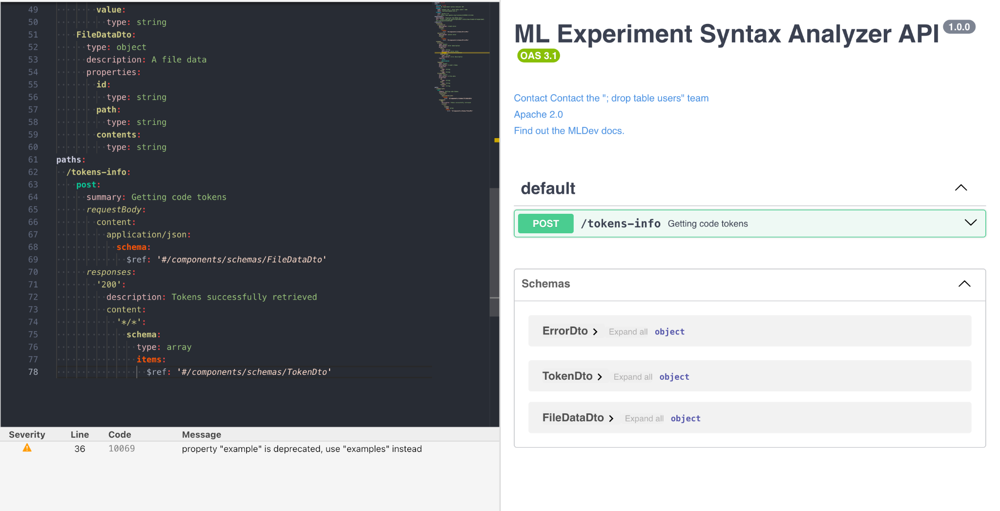 49 value:
50 type: string
51 FileDataDto:
52 type: object
53 description: A file data
54 properties:
55 id:
56 type: string
57 path:
58 type: string
59 contents:
60 type: string
61 paths:
62 /tokens-info:
63 post:
64 summary: Getting code tokens
65 requestBody:
66 content:
67 application/json:
68 schema:
69 $ref: '#/components/schemas/FileDataDto'
70 responses:
71 '200':
72 description: Tokens successfully retrieved
73 content:
74 '*/*':
75 schema:
76 type: array
77 items:
78 $ref: '#/components/schemas/TokenDto'
Severity Line Code Message
36 10069 property "example" is deprecated, use "examples" instead
ML Experiment Syntax Analyzer API 1.0.0
OAS 3.1
Contact Contact the "; drop table users" team
Apache 2.0
Find out the MLDev docs.
default
POST /tokens-info Getting code tokens
Schemas
ErrorDto Expand all object
TokenDto Expand all object
FileDataDto Expand all object